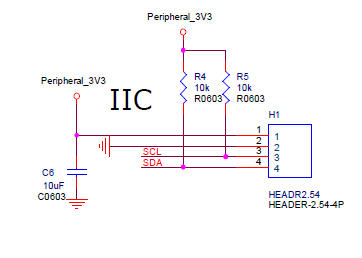 Peripheral_3V3
R4
10k
R0603
R5
10k
R0603
Peripheral_3V3
IIC
H1
1
2
3
4
1
2
3
4
SCL
SDA
C6
10uF
C0603
HEADR2.54
HEADER-2.54-4P